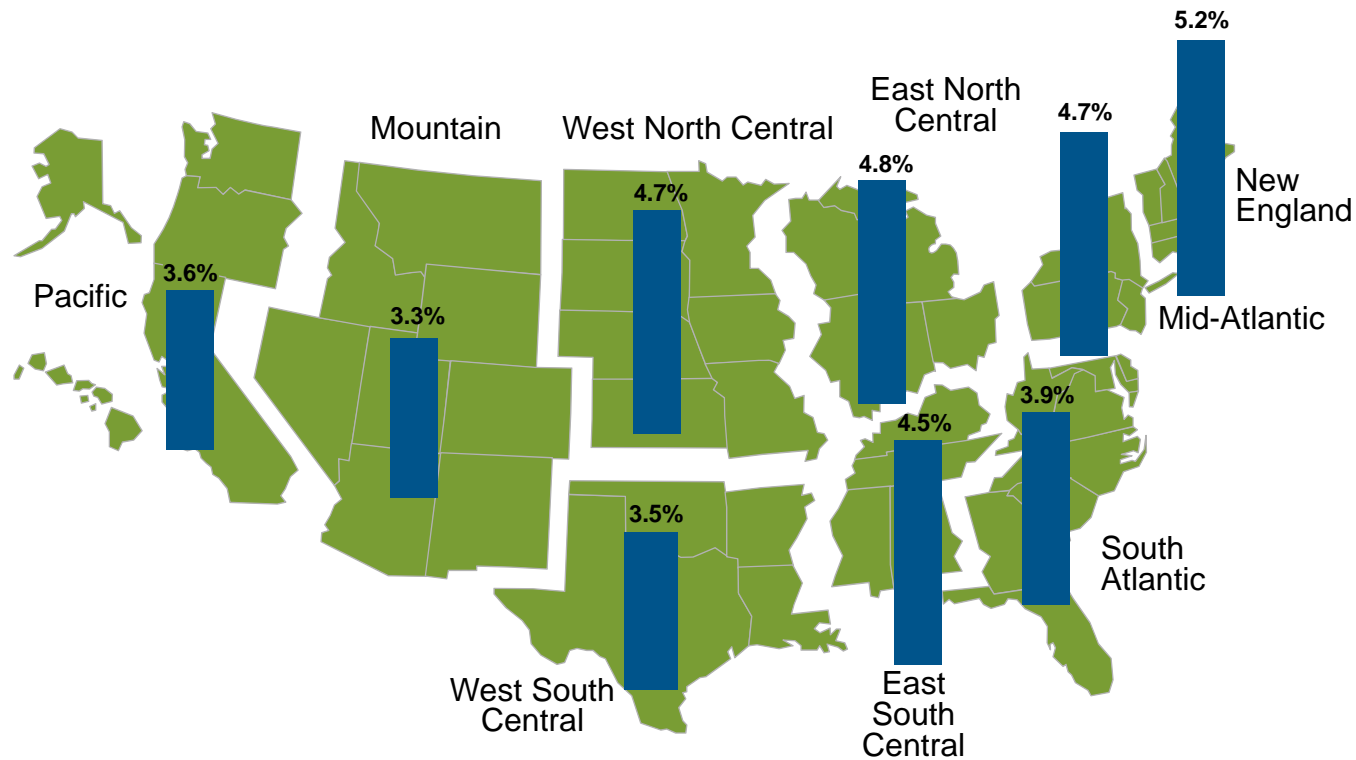 5.2%
East North
Central
4.7%
Mountain
West North Central
4.8%
4.7%
New
England
3.6%
Pacific
3.3%
Mid-Atlantic
3.9%
4.5%
3.5%
South
Atlantic
West South
Central
East
South
Central